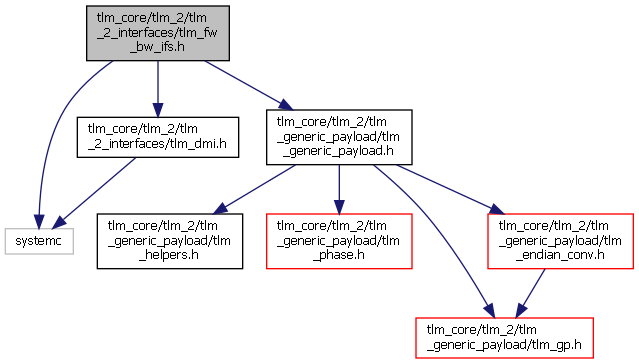 tlm_core/tlm_2/tlm
_2_interfaces/tlm_fw
_bw_ifs.h
tlm_core/tlm_2/tlm
_2_interfaces/tlm_dmi.h
tlm_core/tlm_2/tlm
_generic_payload/tlm
_generic_payload.h
systemc
tlm_core/tlm_2/tlm
_generic_payload/tlm
_helpers.h
tlm_core/tlm_2/tlm
_generic_payload/tlm
_phase.h
tlm_core/tlm_2/tlm
_generic_payload/tlm
_endian_conv.h
tlm_core/tlm_2/tlm
_generic_payload/tlm_gp.h